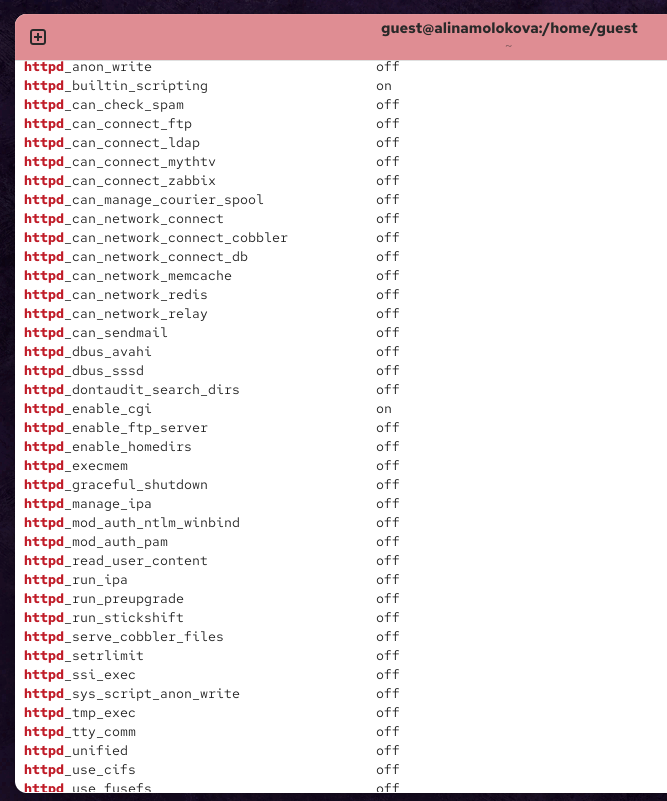 guest@alinamolokova:/home/guest
~
httpd_anon_write off
httpd_builtin_scripting on
httpd_can_check_spam off
httpd_can_connect_ftp off
httpd_can_connect_ldap off
httpd_can_connect_mythtv off
httpd_can_connect_zabbix off
httpd_can_manage_courier_spool off
httpd_can_network_connect off
httpd_can_network_connect_cobbler off
httpd_can_network_connect_db off
httpd_can_network_memcache off
httpd_can_network_redis off
httpd_can_network_relay off
httpd_can_sendmail off
httpd_dbus_avahi off
httpd_dbus_sssd off
httpd_dontaudit_search_dirs off
httpd_enable_cgi on
httpd_enable_ftp_server off
httpd_enable_homedirs off
httpd_execmem off
httpd_graceful_shutdown off
httpd_manage_ipa off
httpd_mod_auth_ntlm_winbind off
httpd_mod_auth_pam off
httpd_read_user_content off
httpd_run_ipa off
httpd_run_preupgrade off
httpd_run_stickshift off
httpd_serve_cobbler_files off
httpd_setrlimit off
httpd_ssi_exec off
httpd_sys_script_anon_write off
httpd_tmp_exec off
httpd_tty_comm off
httpd_unified off
httpd_use_cifs off
httpd_use_fusefs off